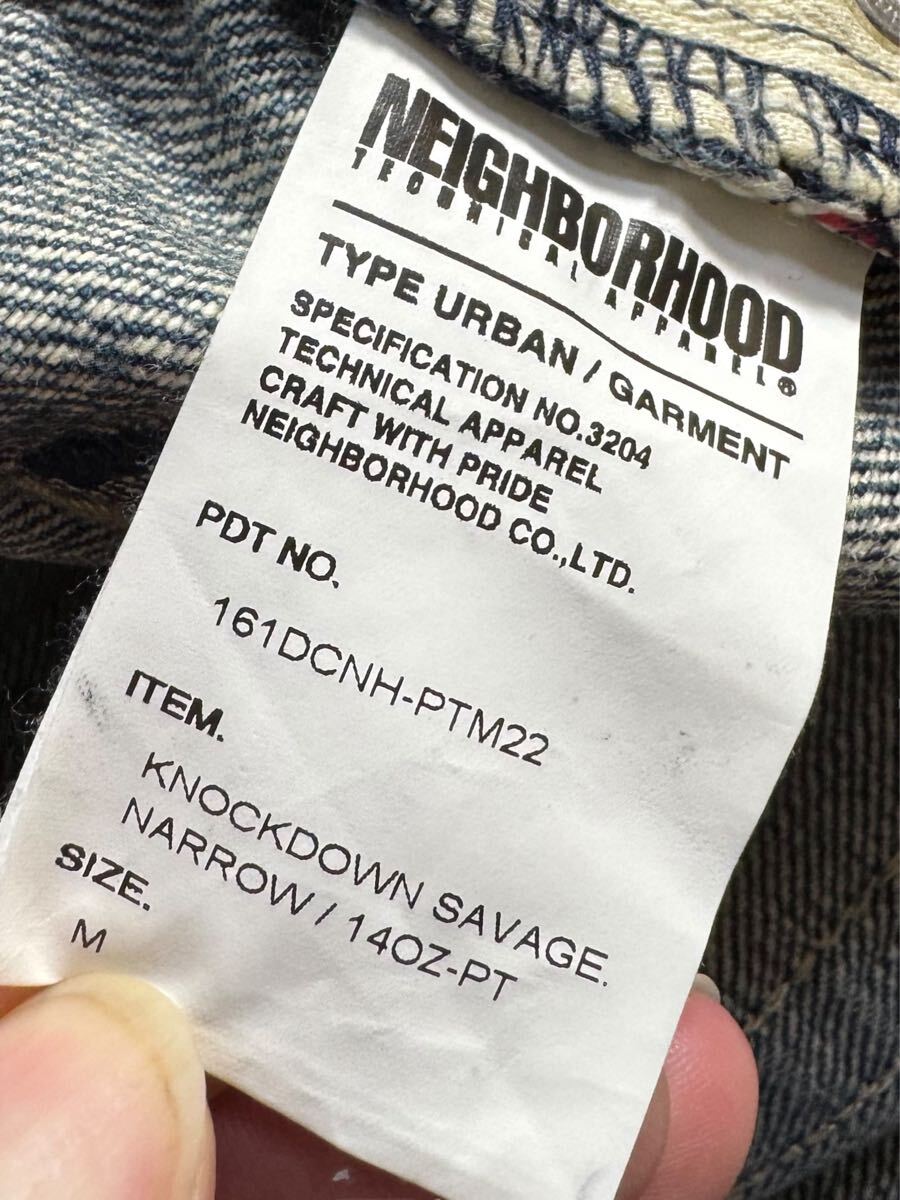 NEIGHBORHOOD
TECHNICAL APPAREL®
TYPE URBAN / GARMENT
SPECIFICATION NO.3204
TECHNICAL APPAREL
CRAFT WITH PRIDE
NEIGHBORHOOD CO.,LTD.
PDT NO.
161DCNH-PTM22
ITEM.
KNOCKDOWN SAVAGE.
NARROW / 14OZ-PT
SIZE.
M